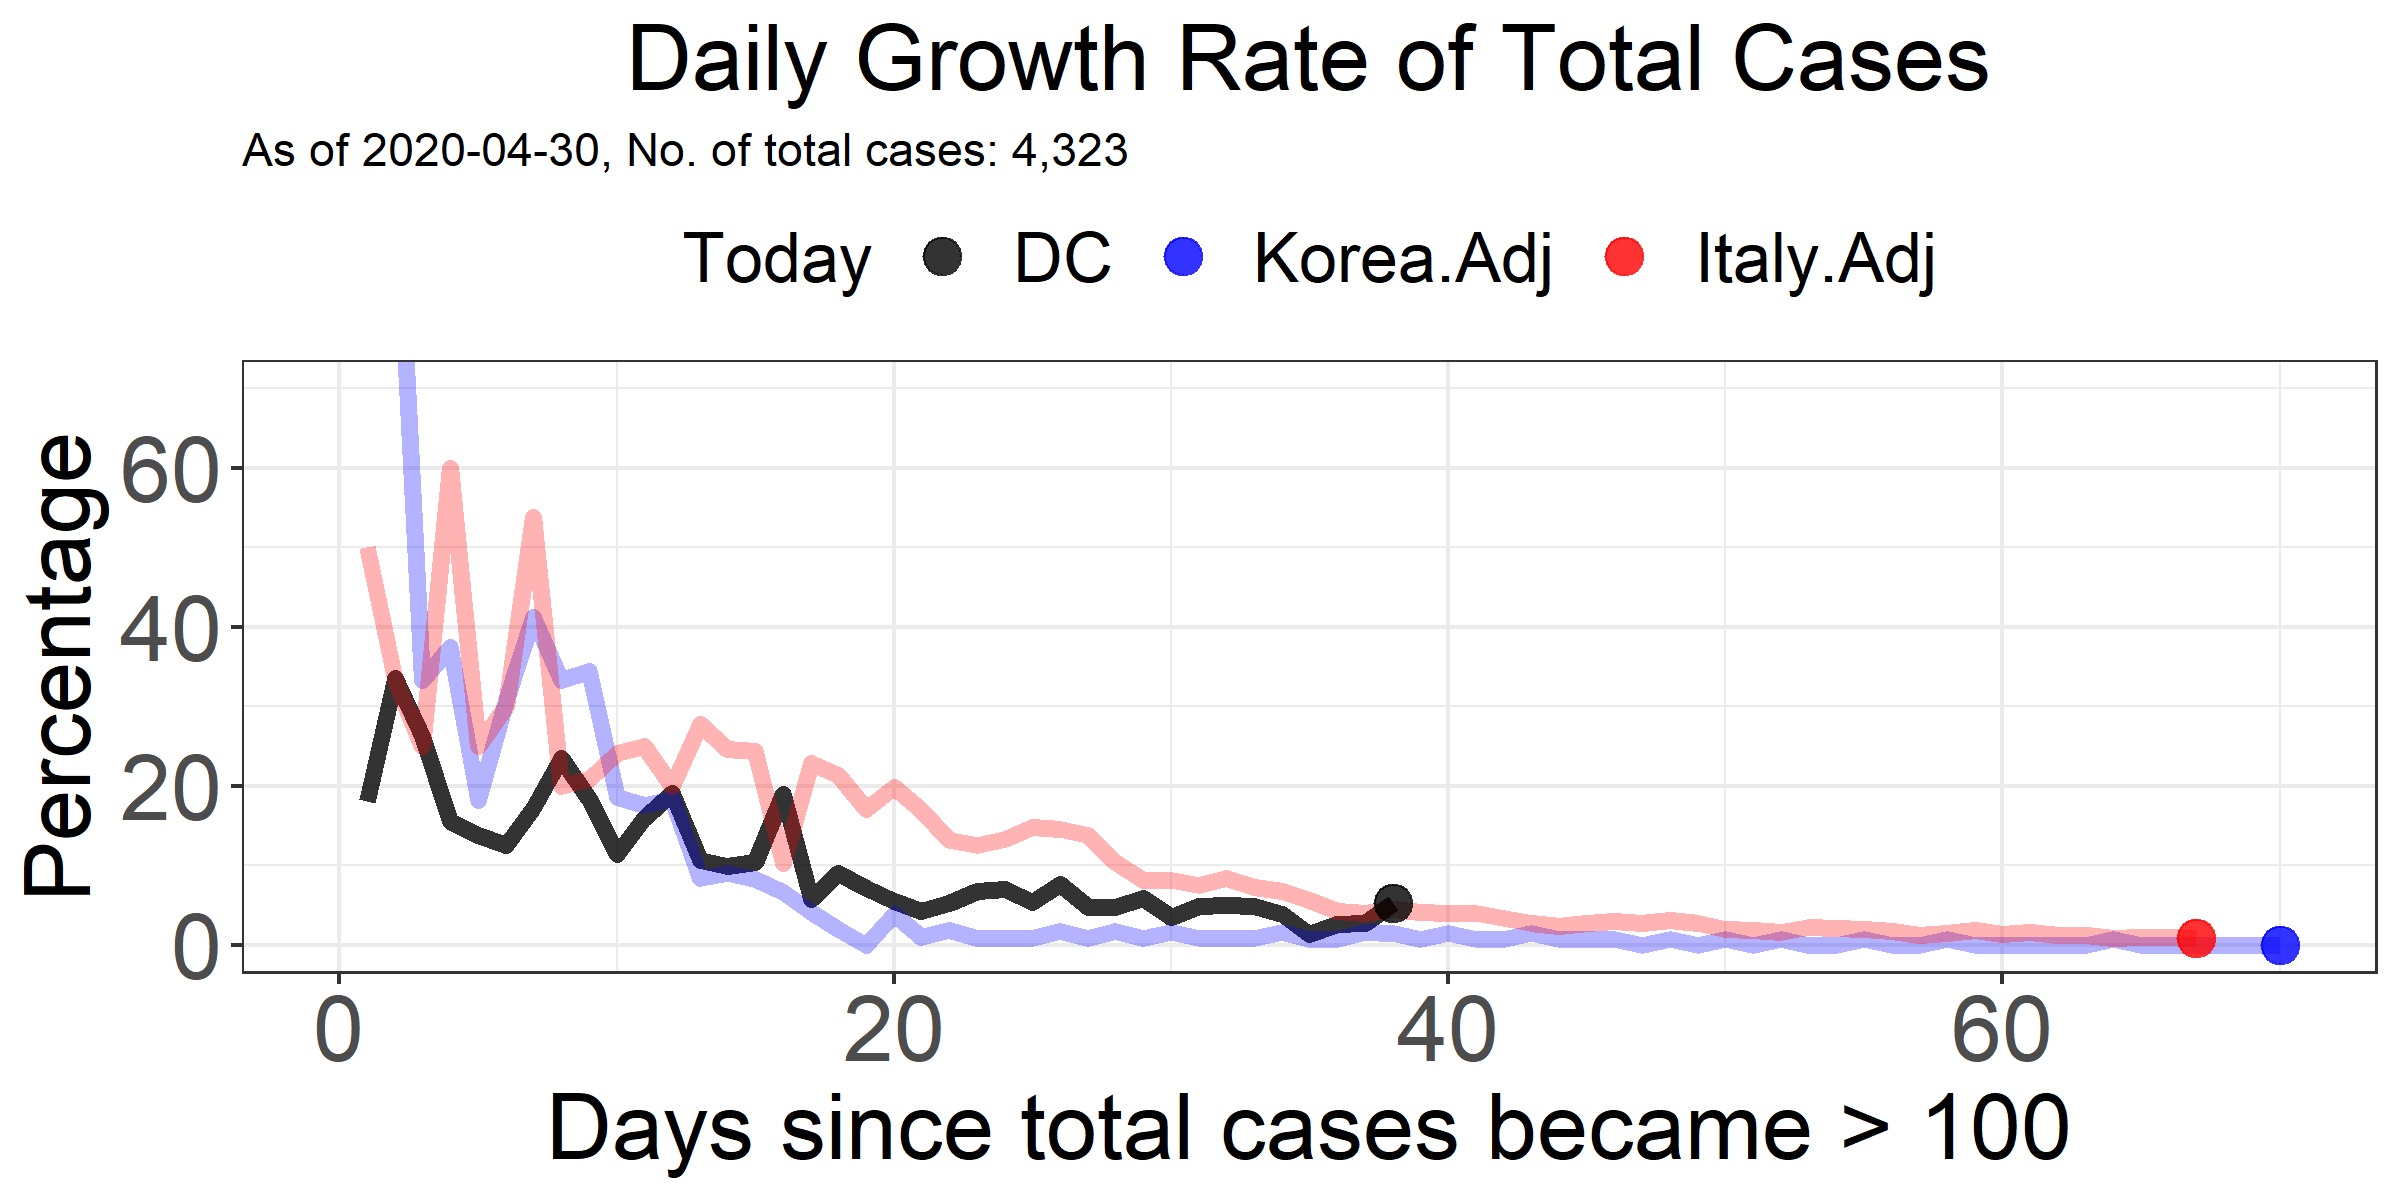 Daily Growth Rate of Total Cases
As of 2020-04-30, No. of total cases: 4,323
Today DC Korea.Adj Italy.Adj
Percentage
60
40
20
0
0 20 40 60
Days since total cases became > 100